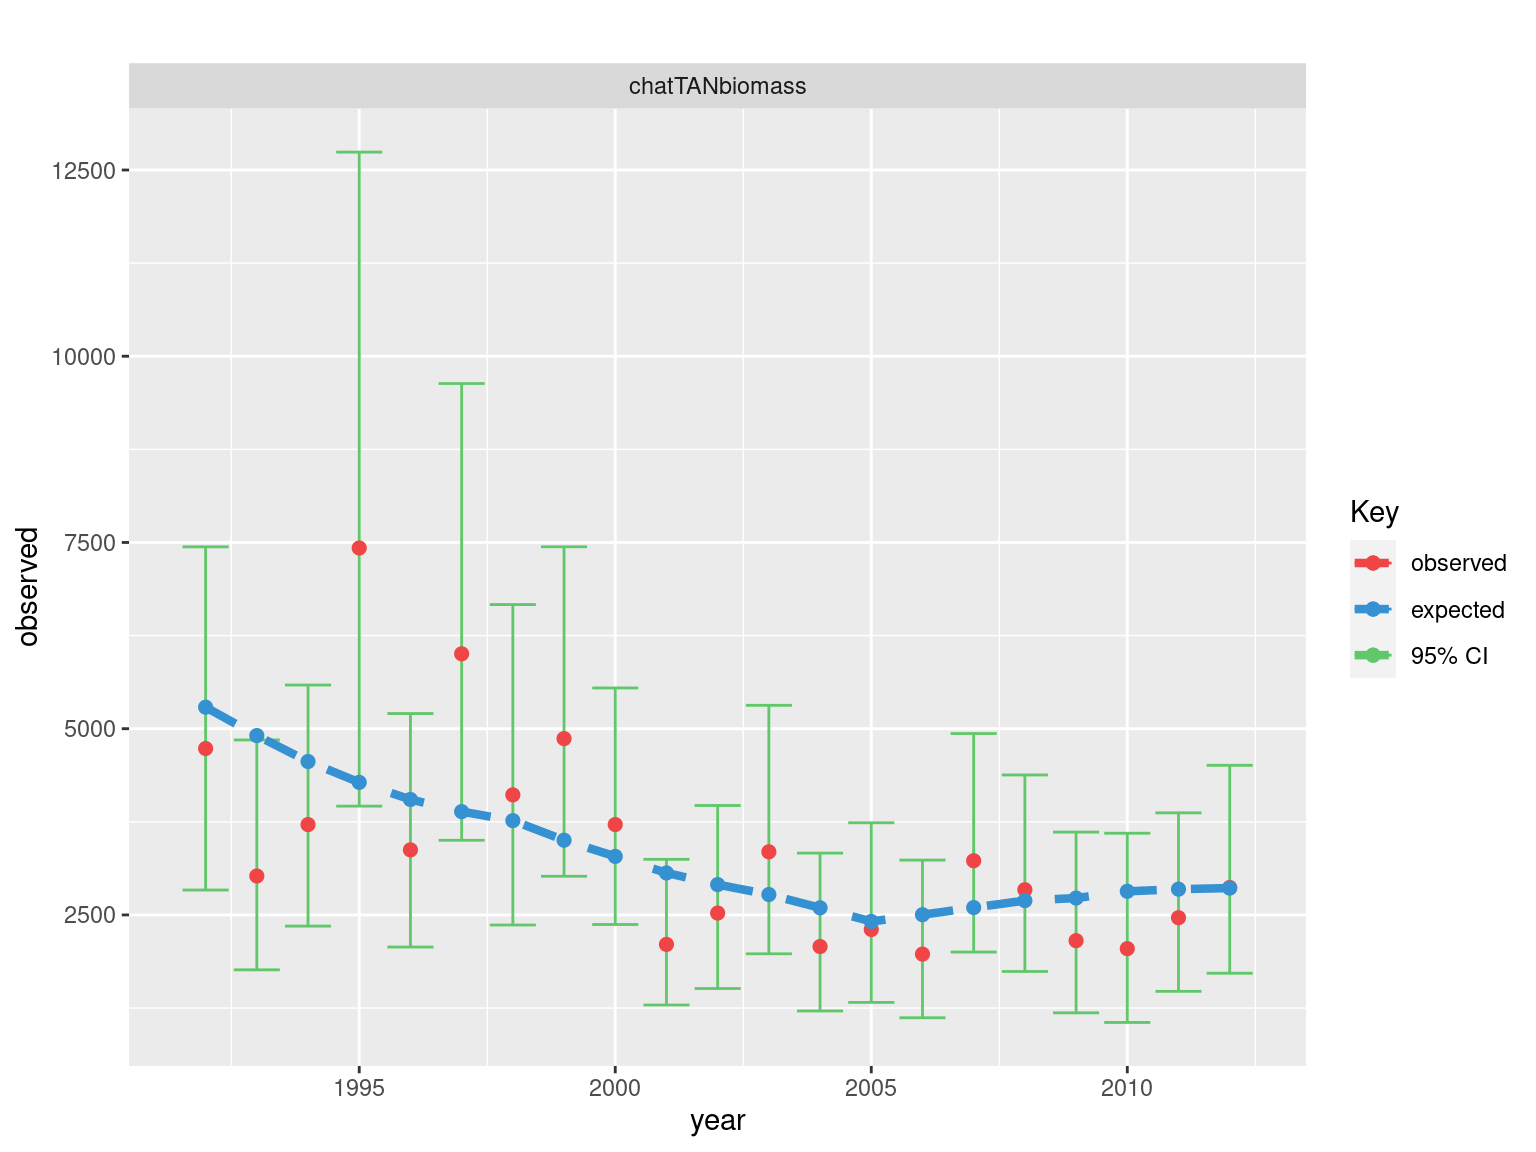 chatTANbiomass
12500
10000
7500
5000
2500
observed
1995 2000 2005 2010
year
Key
observed
expected
95% CI